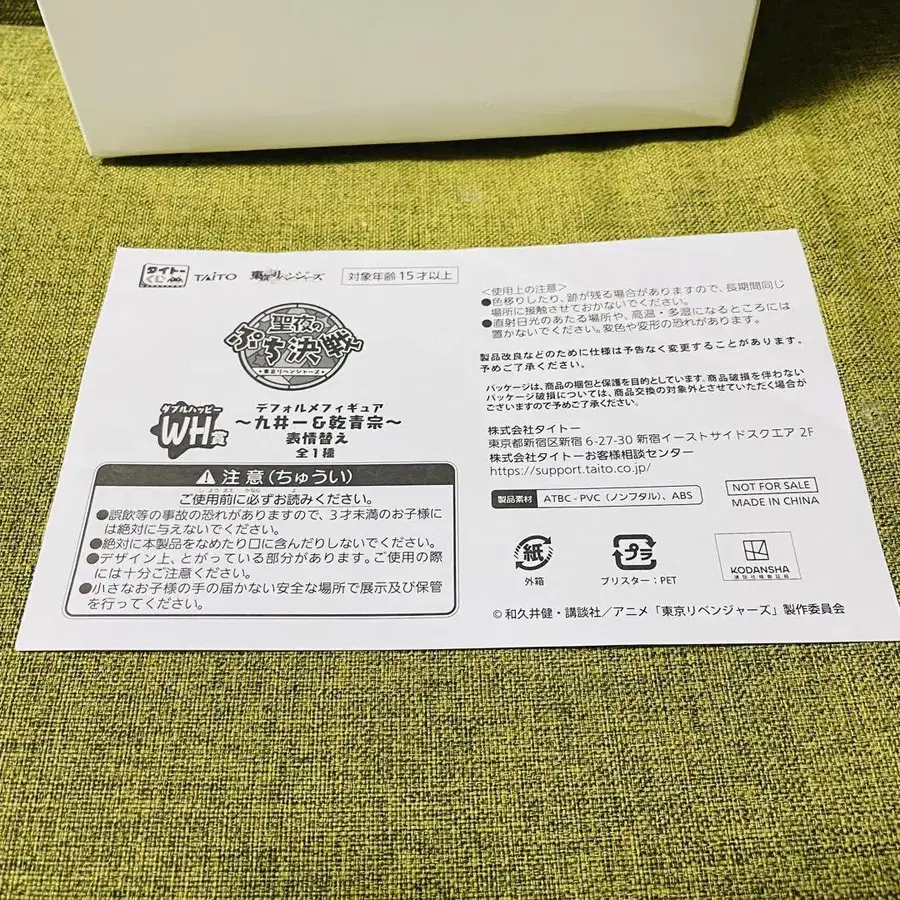 タイトーくじ TAITO 東京リベンジャーズ 対象年齢 15才以上
聖夜の
ぷち決戦
東京リベンジャーズ
ダブルハッピー
WH賞
デフォルメフィギュア
～九井一＆乾青宗～
表情替え
全1種
注意(ちゅうい)
ご使用前に必ずお読みください。
●誤飲等の事故の恐れがありますので、3才未満のお子様に
は絶対に与えないでください。
●絶対に本製品をなめたり口に含んだりしないでください。
●デザイン上、とがっている部分があります。ご使用の際
には十分ご注意ください。
●小さなお子様の手の届かない安全な場所で展示及び保管
を行ってください。
＜使用上の注意＞
●色移りしたり、跡が残る場合がありますので、長期間同じ
場所に接触させておかないでください。
●直射日光のあたる場所や、高温・多湿になるところには
置かないでください。変色や変形の恐れがあります。
製品改良などのために仕様は予告なく変更することがあります。
予めご了承ください。
パッケージは、商品の梱包と保護を目的としています。商品破損を伴わない
パッケージ破損については、商品交換の対象外とさせていただく場合が
ございますので予めご了承ください。
株式会社タイトー
東京都新宿区新宿 6-27-30 新宿イーストサイドスクエア 2F
株式会社タイトーお客様相談センター
https://support.taito.co.jp/
製品素材 ATBC-PVC（ノンフタル）、ABS
NOT FOR SALE
MADE IN CHINA
紙
外箱
プラ
ブリスター：PET
KODANSHA
講談社権利許諾証紙
© 和久井健・講談社／アニメ「東京リベンジャーズ」製作委員会